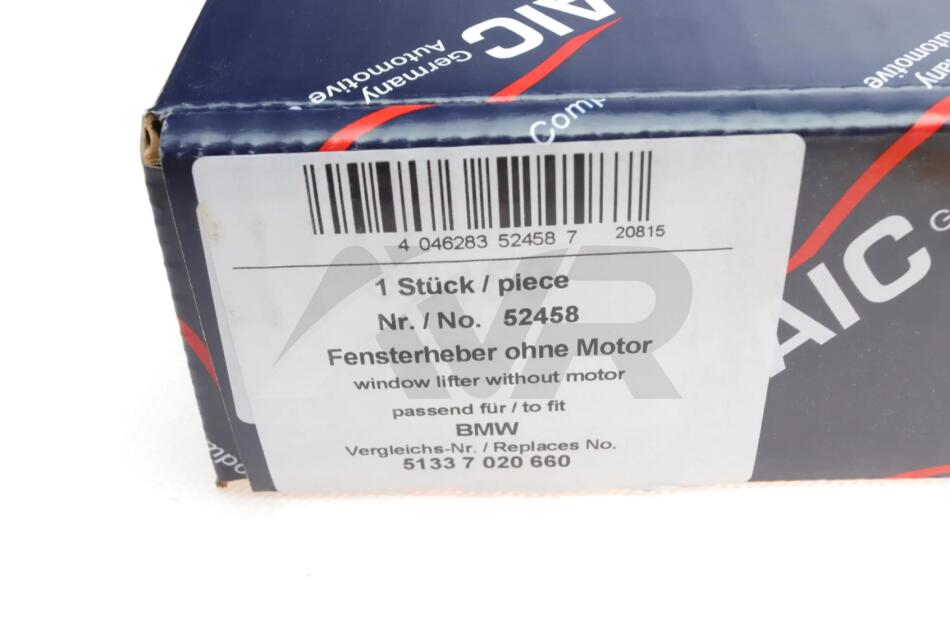 AIC
Germany
Automotive
4 046283 52458 7 20815
1 Stück / piece
Nr. / No. 52458
Fensterheber ohne Motor
window lifter without motor
passend für / to fit
BMW
Vergleichs-Nr. / Replaces No.
5133 7 020 660
AIC
MVR